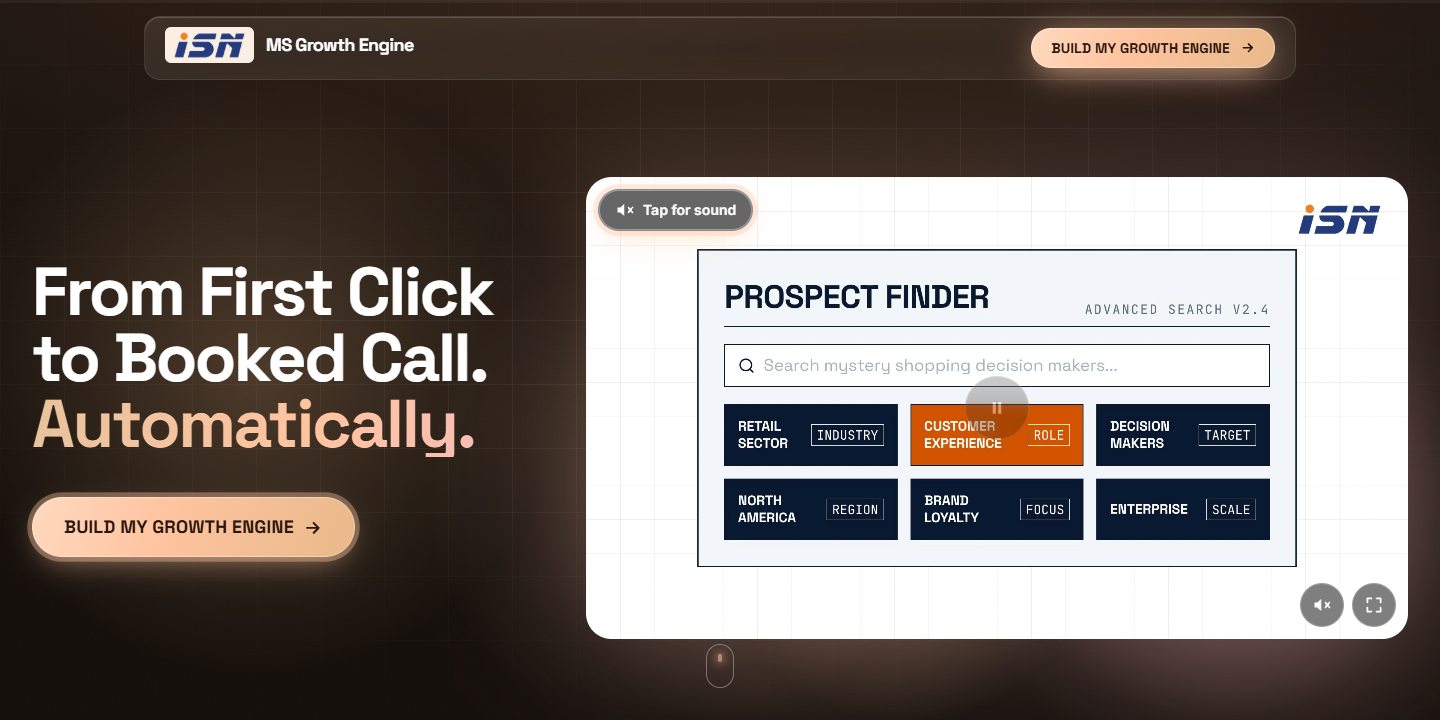 iSN MS Growth Engine
BUILD MY GROWTH ENGINE →
Tap for sound
iSN
From First Click
to Booked Call.
Automatically.
BUILD MY GROWTH ENGINE →
PROSPECT FINDER
ADVANCED SEARCH V2.4
Search mystery shopping decision makers...
RETAIL
SECTOR
INDUSTRY
CUSTOMER
EXPERIENCE
ROLE
DECISION
MAKERS
TARGET
NORTH
AMERICA
REGION
BRAND
LOYALTY
FOCUS
ENTERPRISE
SCALE